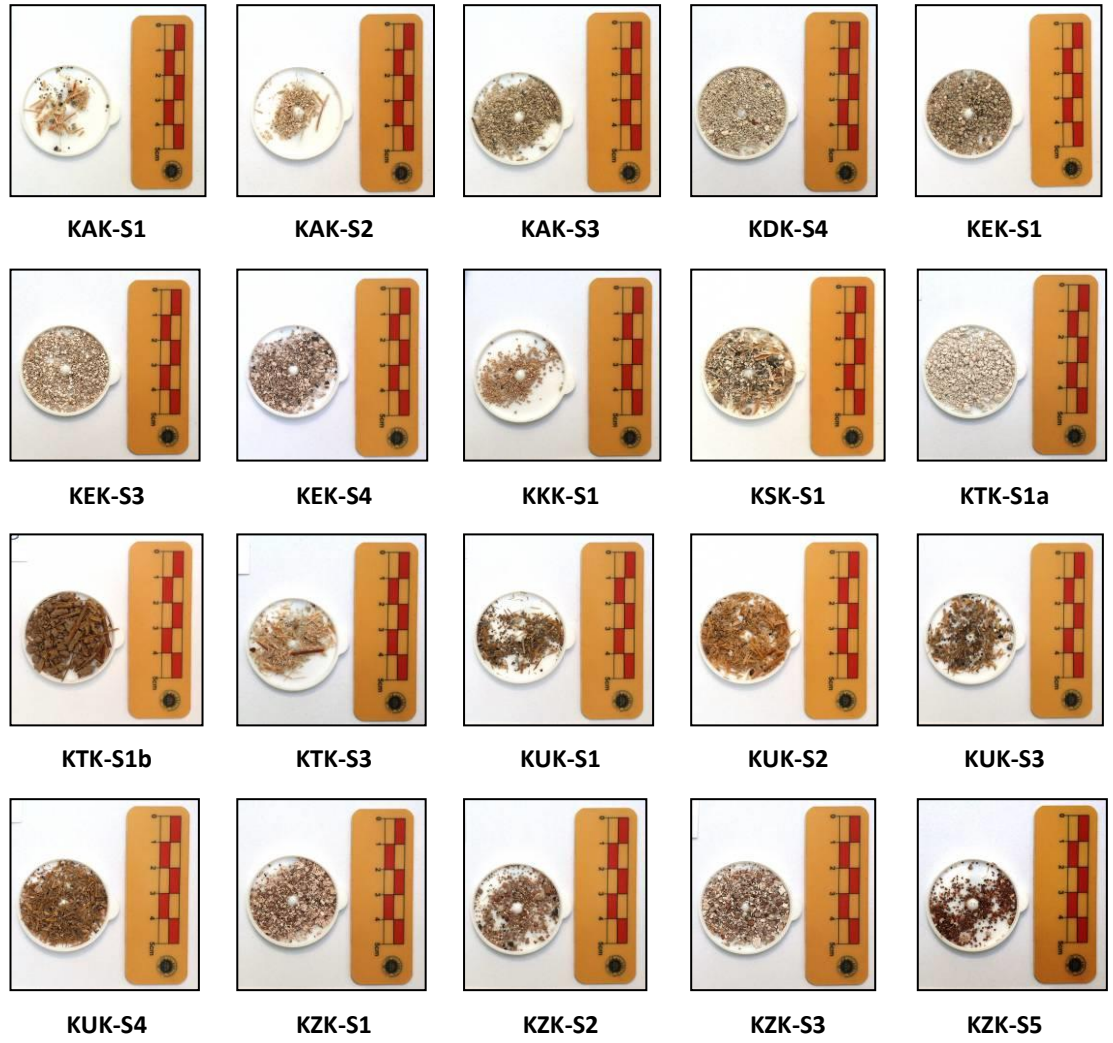 KAK-S1 KAK-S2 KAK-S3 KDK-S4 KEK-S1
KEK-S3 KEK-S4 KKK-S1 KSK-S1 KTK-S1a
KTK-S1b KTK-S3 KUK-S1 KUK-S2 KUK-S3
KUK-S4 KZK-S1 KZK-S2 KZK-S3 KZK-S5